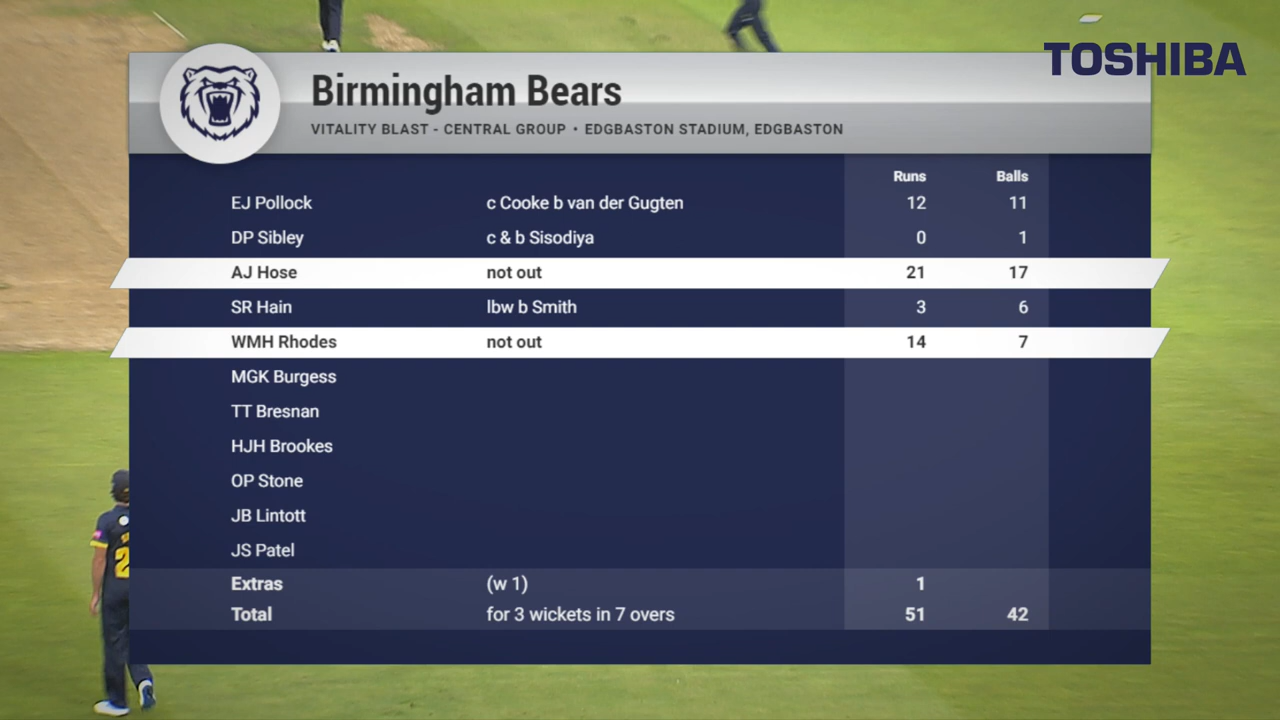 TOSHIBA
Birmingham Bears
VITALITY BLAST - CENTRAL GROUP • EDGBASTON STADIUM, EDGBASTON
Runs Balls
EJ Pollock c Cooke b van der Gugten 12 11
DP Sibley c & b Sisodiya 0 1
AJ Hose not out 21 17
SR Hain lbw b Smith 3 6
WMH Rhodes not out 14 7
MGK Burgess
TT Bresnan
HJH Brookes
OP Stone
JB Lintott
JS Patel
Extras (w 1) 1
Total for 3 wickets in 7 overs 51 42